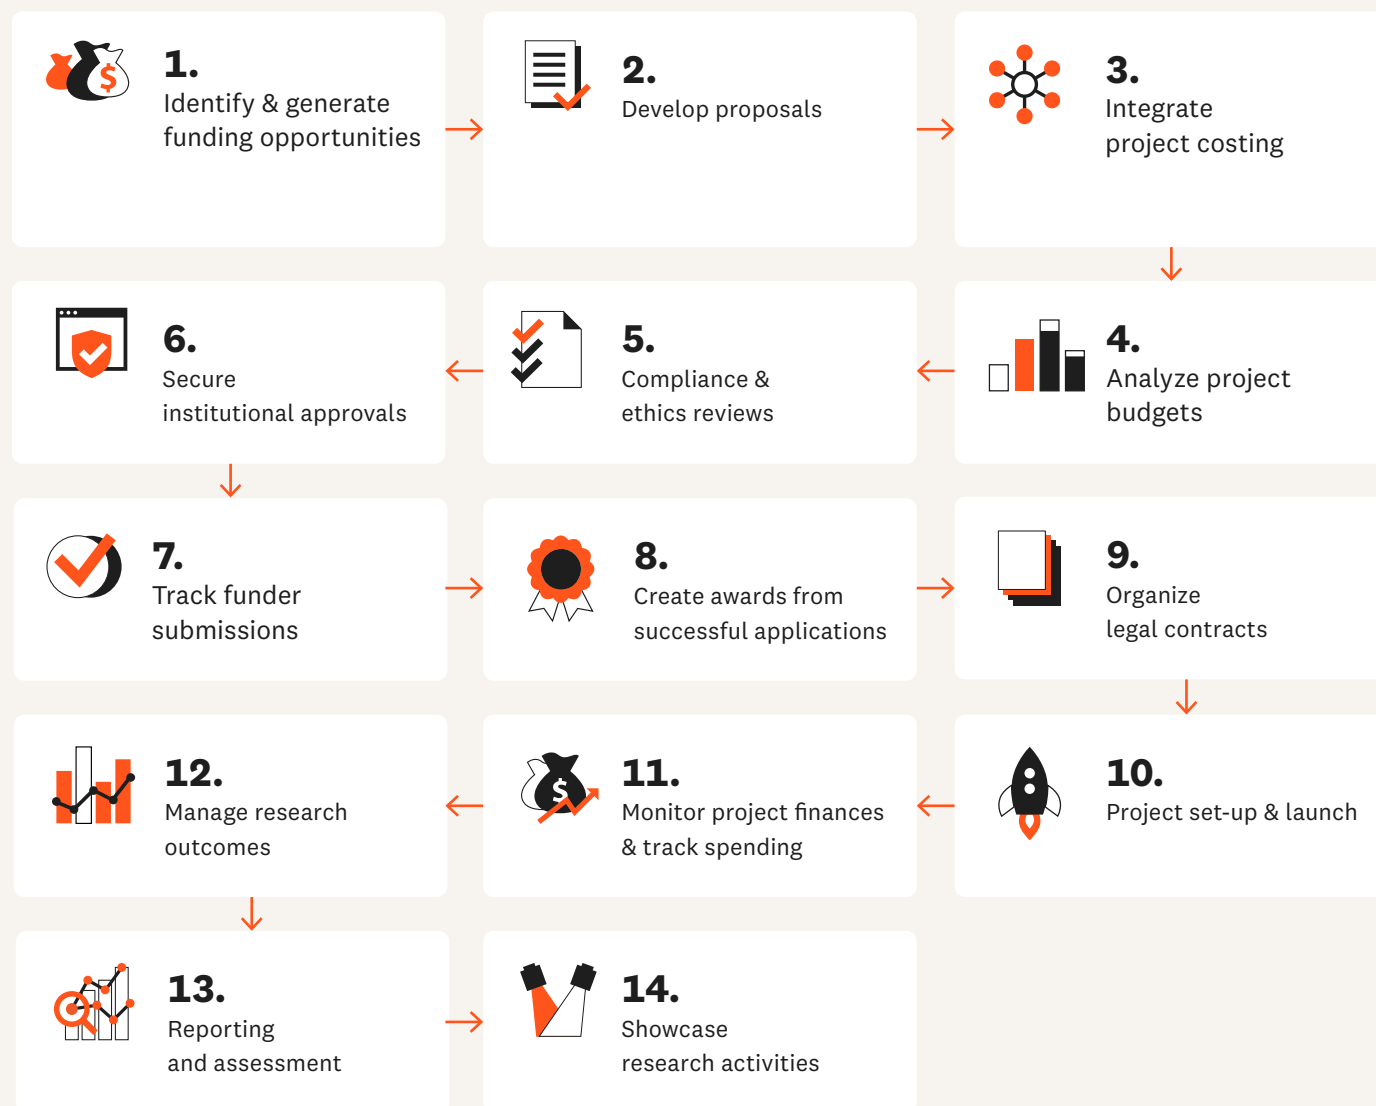 1.
Identify & generate
funding opportunities
2.
Develop proposals
3.
Integrate
project costing
4.
Analyze project
budgets
5.
Compliance &
ethics reviews
6.
Secure
institutional approvals
7.
Track funder
submissions
8.
Create awards from
successful applications
9.
Organize
legal contracts
10.
Project set-up & launch
11.
Monitor project finances
& track spending
12.
Manage research
outcomes
13.
Reporting
and assessment
14.
Showcase
research activities